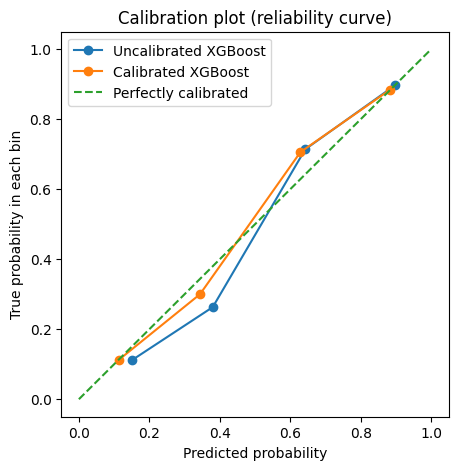 Calibration plot (reliability curve)
Uncalibrated XGBoost
Calibrated XGBoost
Perfectly calibrated
True probability in each bin
1.0
0.8
0.6
0.4
0.2
0.0
0.0 0.2 0.4 0.6 0.8 1.0
Predicted probability